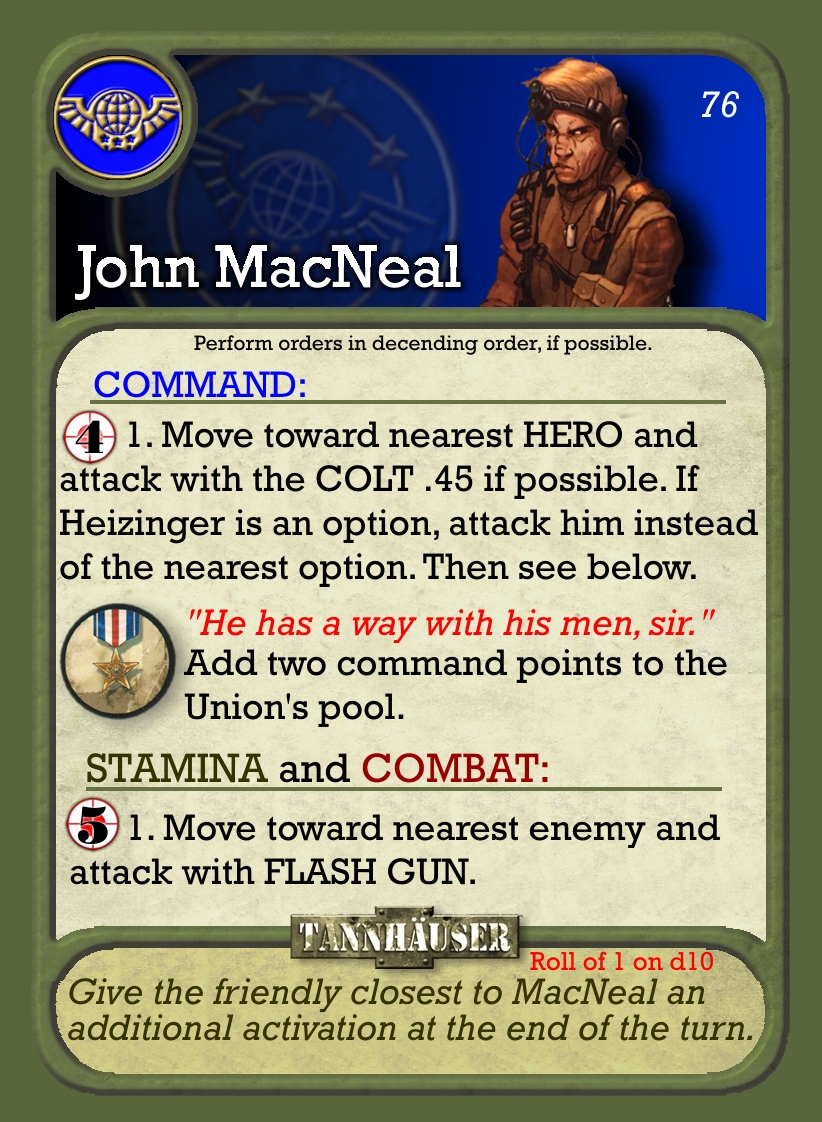 76
John MacNeal
Perform orders in decending order, if possible.
COMMAND:
4 1. Move toward nearest HERO and
attack with the COLT .45 if possible. If
Heizinger is an option, attack him instead
of the nearest option. Then see below.
"He has a way with his men, sir."
Add two command points to the
Union's pool.
STAMINA and COMBAT:
5 1. Move toward nearest enemy and
attack with FLASH GUN.
TANNHÄUSER
Roll of 1 on d10
Give the friendly closest to MacNeal an
additional activation at the end of the turn.